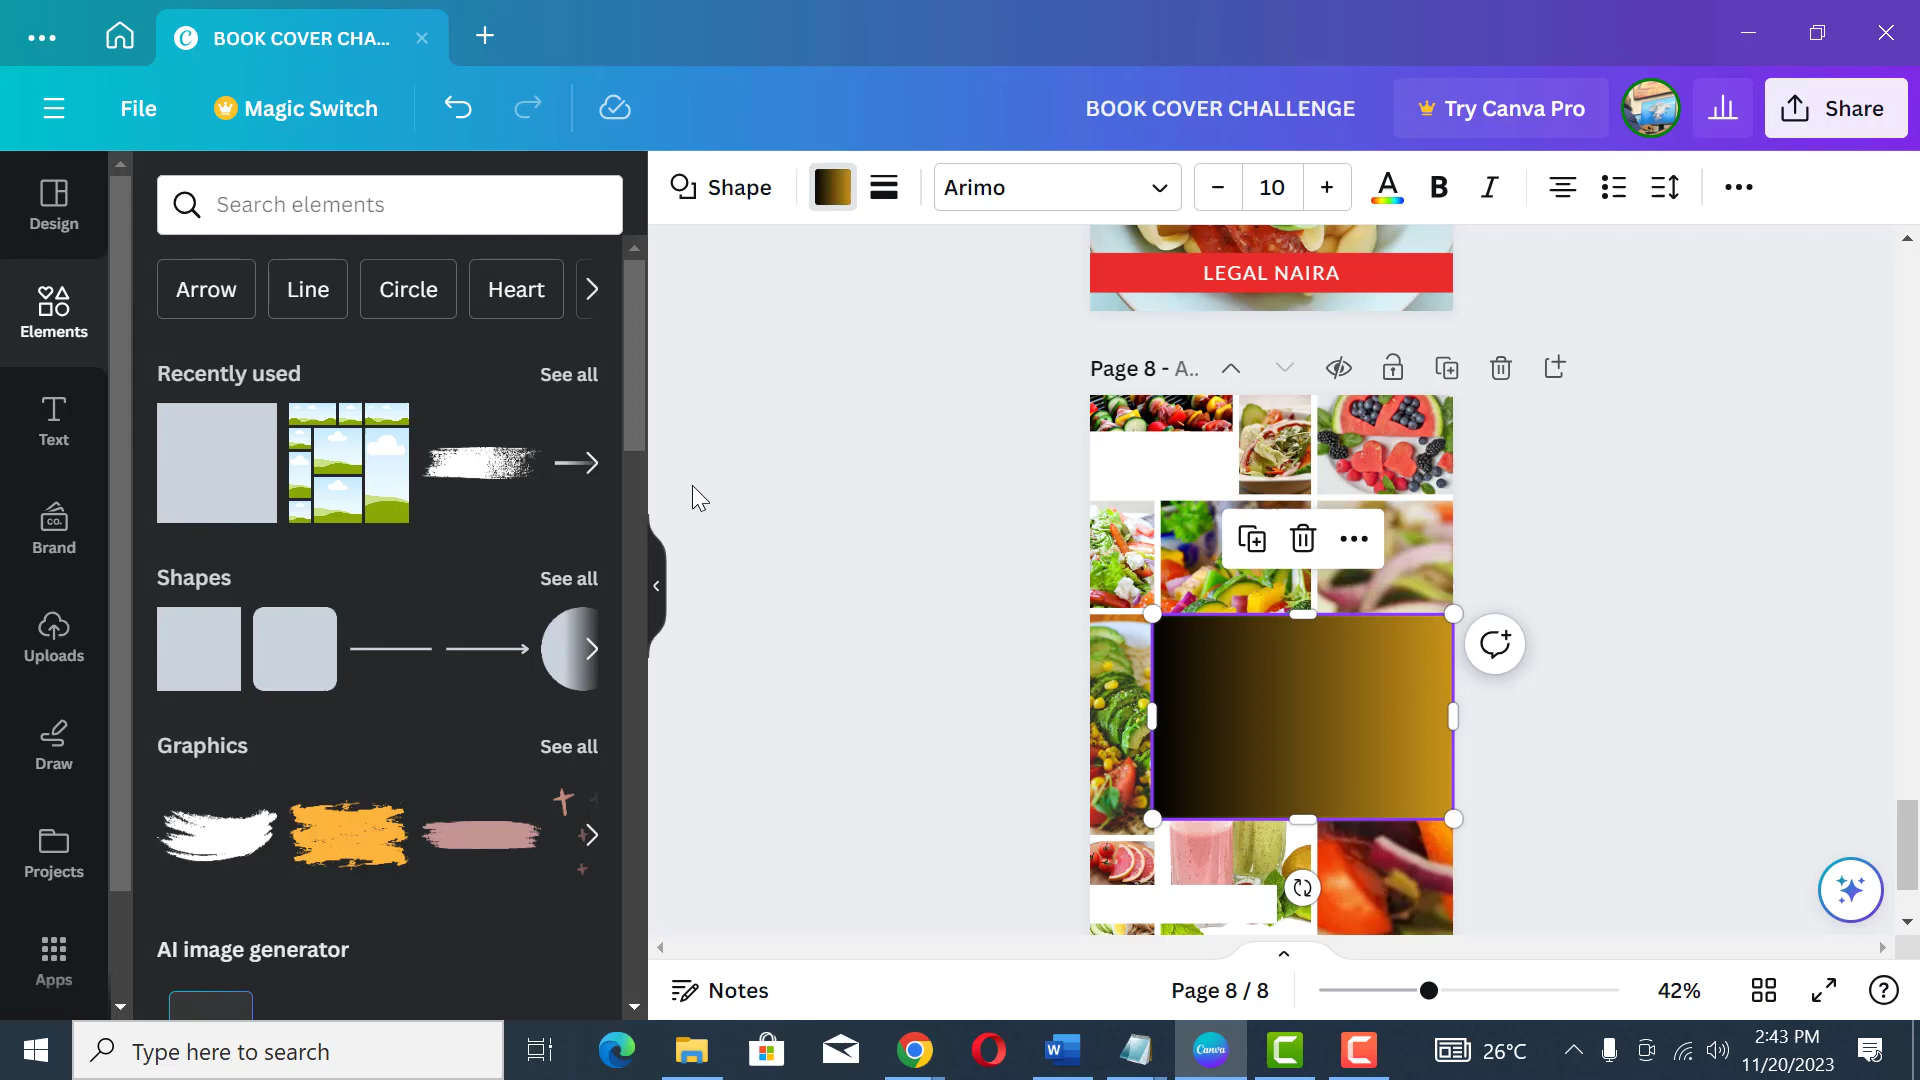 BOOK COVER CHA...
File
Magic Switch
BOOK COVER CHALLENGE
Try Canva Pro
Share
Design
Elements
Text
Brand
CO.
Uploads
Draw
Projects
Apps
Search elements
Arrow
Line
Circle
Heart
Recently used
See all
Shapes
See all
Graphics
See all
AI image generator
Shape
Arimo
10
A
B
I
LEGAL NAIRA
Page 8 - A..
Notes
Page 8 / 8
42%
Type here to search
Canva
26°C
2:43 PM
11/20/2023